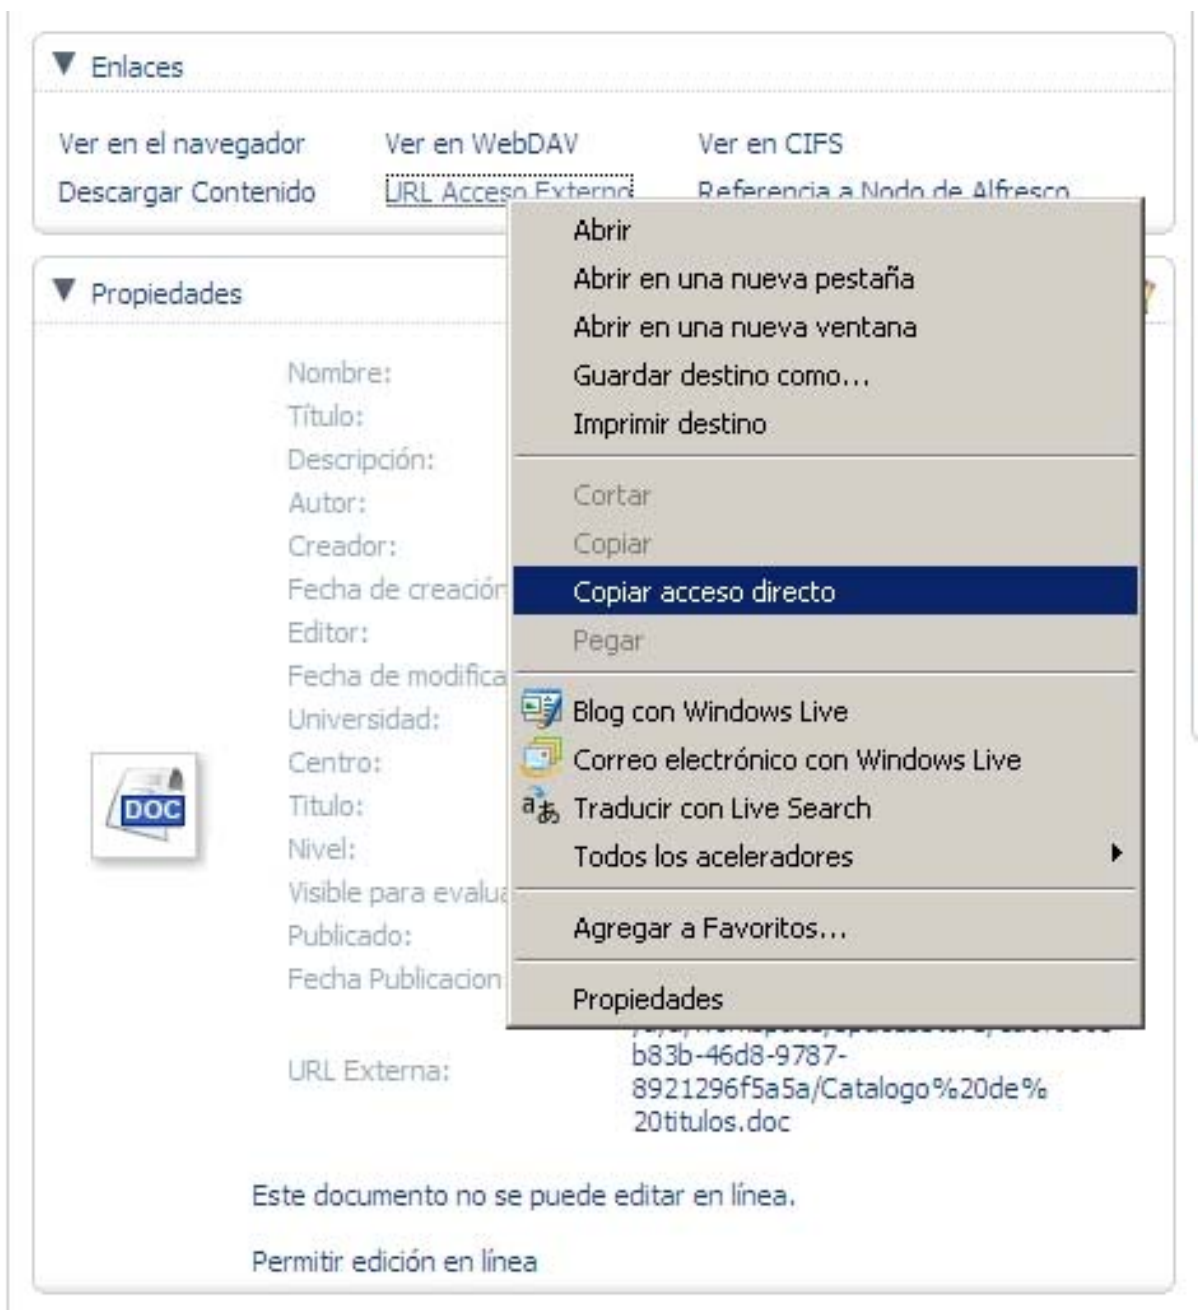 Enlaces
Ver en el navegador Ver en WebDAV Ver en CIFS
Descargar Contenido URL Acceso Externo Referencia a Nodo de Alfresco
Abrir
Abrir en una nueva pestaña
Abrir en una nueva ventana
Guardar destino como...
Imprimir destino
Cortar
Copiar
Copiar acceso directo
Pegar
Blog con Windows Live
Correo electrónico con Windows Live
Traducir con Live Search
Todos los aceleradores
Agregar a Favoritos...
Propiedades
Propiedades
Nombre:
Título:
Descripción:
Autor:
Creador:
Fecha de creación
Editor:
Fecha de modifica
Universidad:
Centro:
Titulo:
Nivel:
Visible para evalua
Publicado:
Fecha Publicacion
DOC
URL Externa:
b83b-46d8-9787-
8921296f5a5a/Catalogo%20de%
20titulos.doc
Este documento no se puede editar en línea.
Permitir edición en línea